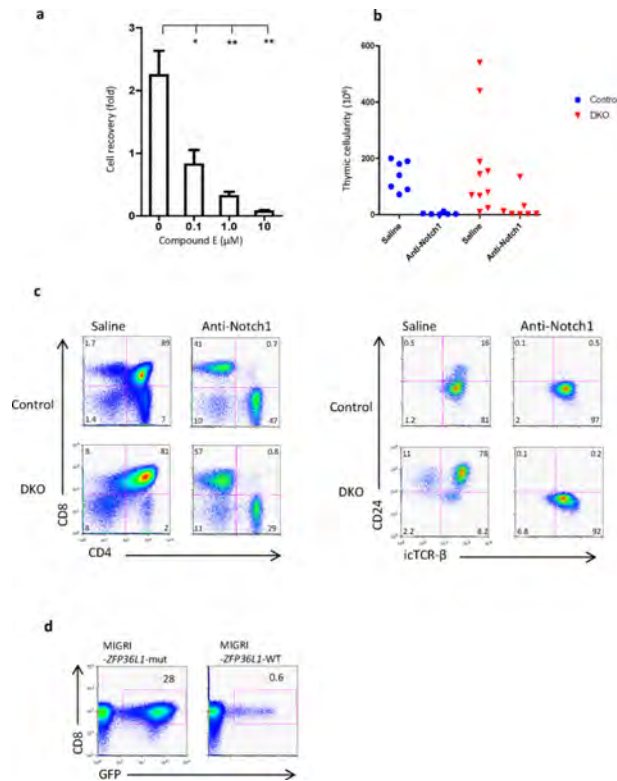 a
*
**
**
3
2
1
0
Cell recovery (fold)
0
0.1
1.0
10
Compound E (µM)
b
600
400
200
0
Thymic cellularity (10⁶)
Saline
Anti-Notch1
Saline
Anti-Notch1
Control
DKO
c
Saline
Anti-Notch1
Control
1.7
89
1.4
7
41
0.7
10
47
DKO
81
2
57
0.8
11
29
CD8
CD4
Saline
Anti-Notch1
Control
0.5
16
1.2
81
0.1
0.5
2
97
DKO
11
78
2.2
8.2
0.1
0.2
6.8
92
CD24
icTCR-β
d
MIGRI
-ZFP36L1-mut
28
MIGRI
-ZFP36L1-WT
0.6
CD8
GFP